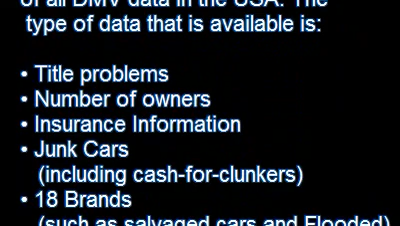 of all DMV data in the USA. The
type of data that is available is:
• Title problems
• Number of owners
• Insurance Information
• Junk Cars
(including cash-for-clunkers)
• 18 Brands
(such as salvaged cars and Flooded)